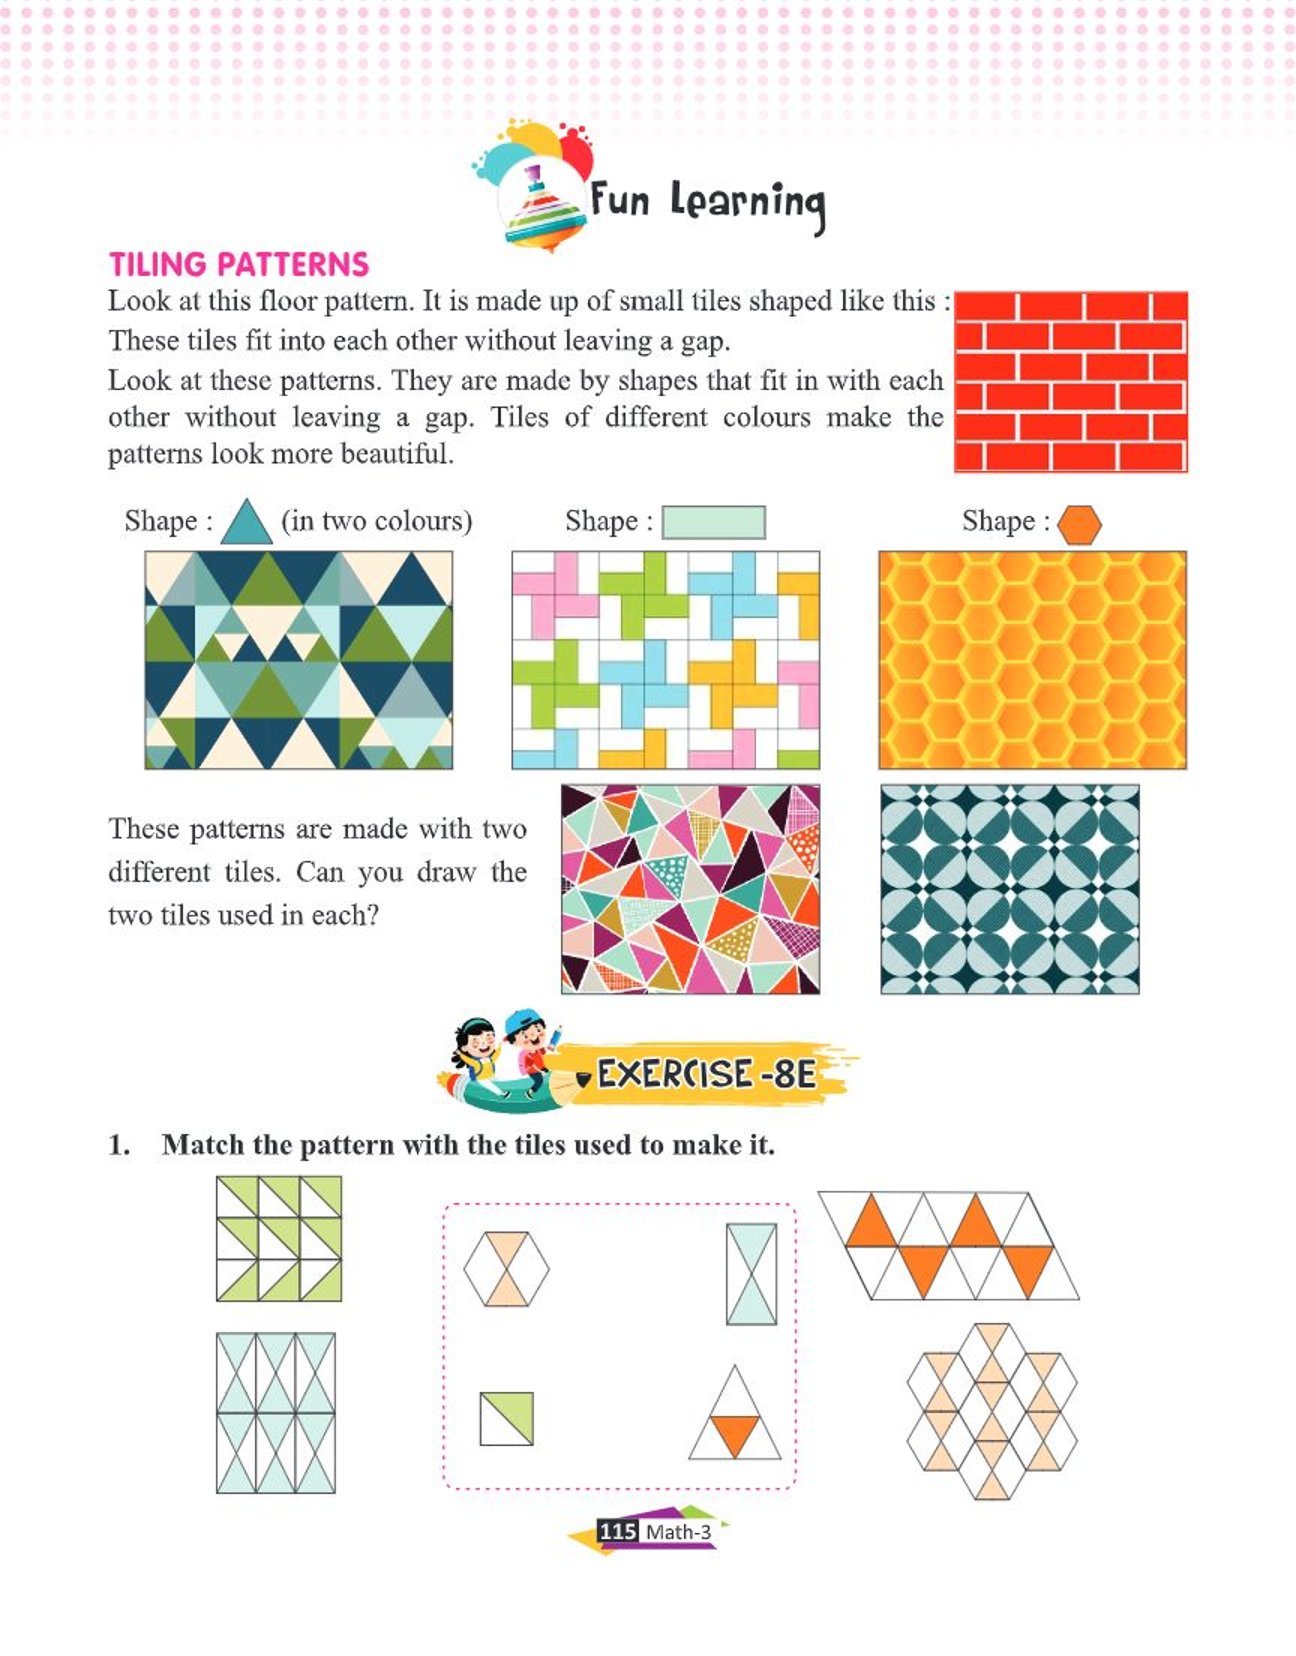 Fun Learning
TILING PATTERNS
Look at this floor pattern. It is made up of small tiles shaped like this :
These tiles fit into each other without leaving a gap.
Look at these patterns. They are made by shapes that fit in with each
other without leaving a gap. Tiles of different colours make the
patterns look more beautiful.
Shape : (in two colours)
Shape :
Shape :
These patterns are made with two
different tiles. Can you draw the
two tiles used in each?
EXERCISE -8E
1. Match the pattern with the tiles used to make it.
115 Math-3